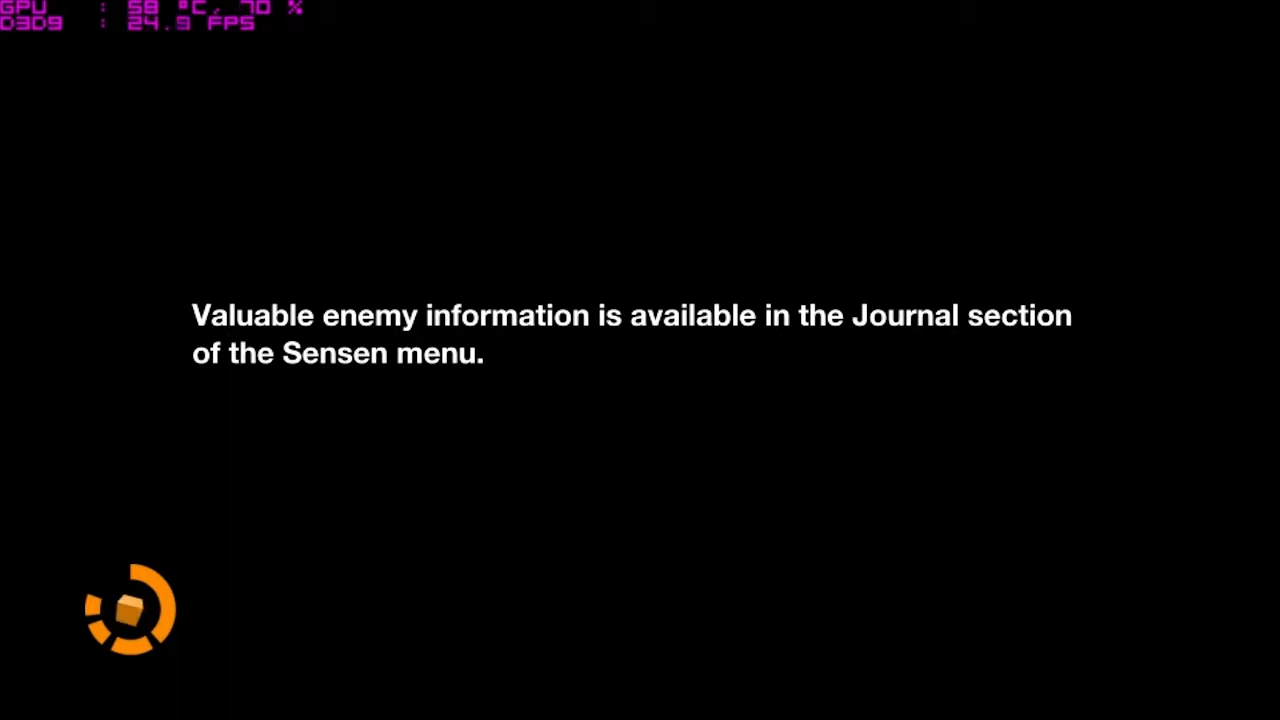 GPU : 58 °C, 70 %
D3D9 : 24.9 FPS
Valuable enemy information is available in the Journal section
of the Sensen menu.